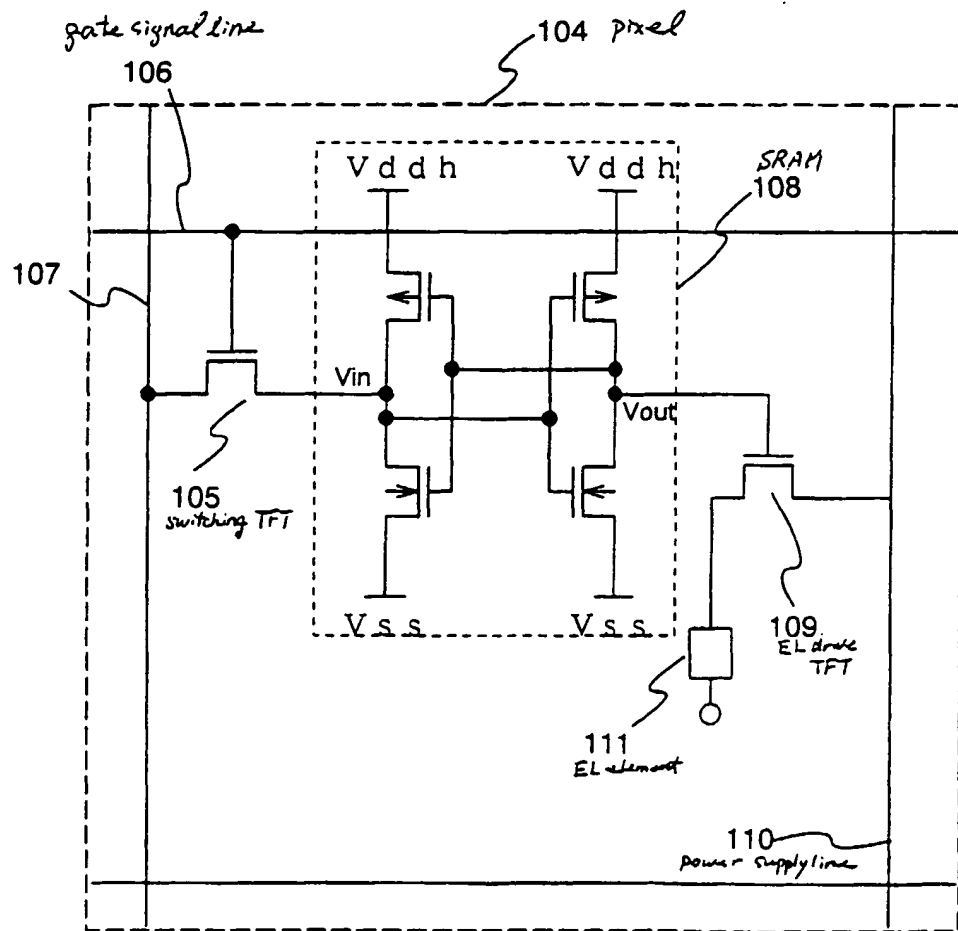 gate signal line
106
104 pixel
Vddh
Vddh
SRAM
108
107
Vin
Vout
105
switching TFT
109
EL drive
TFT
Vss
Vss
111
EL element
110
power supply line